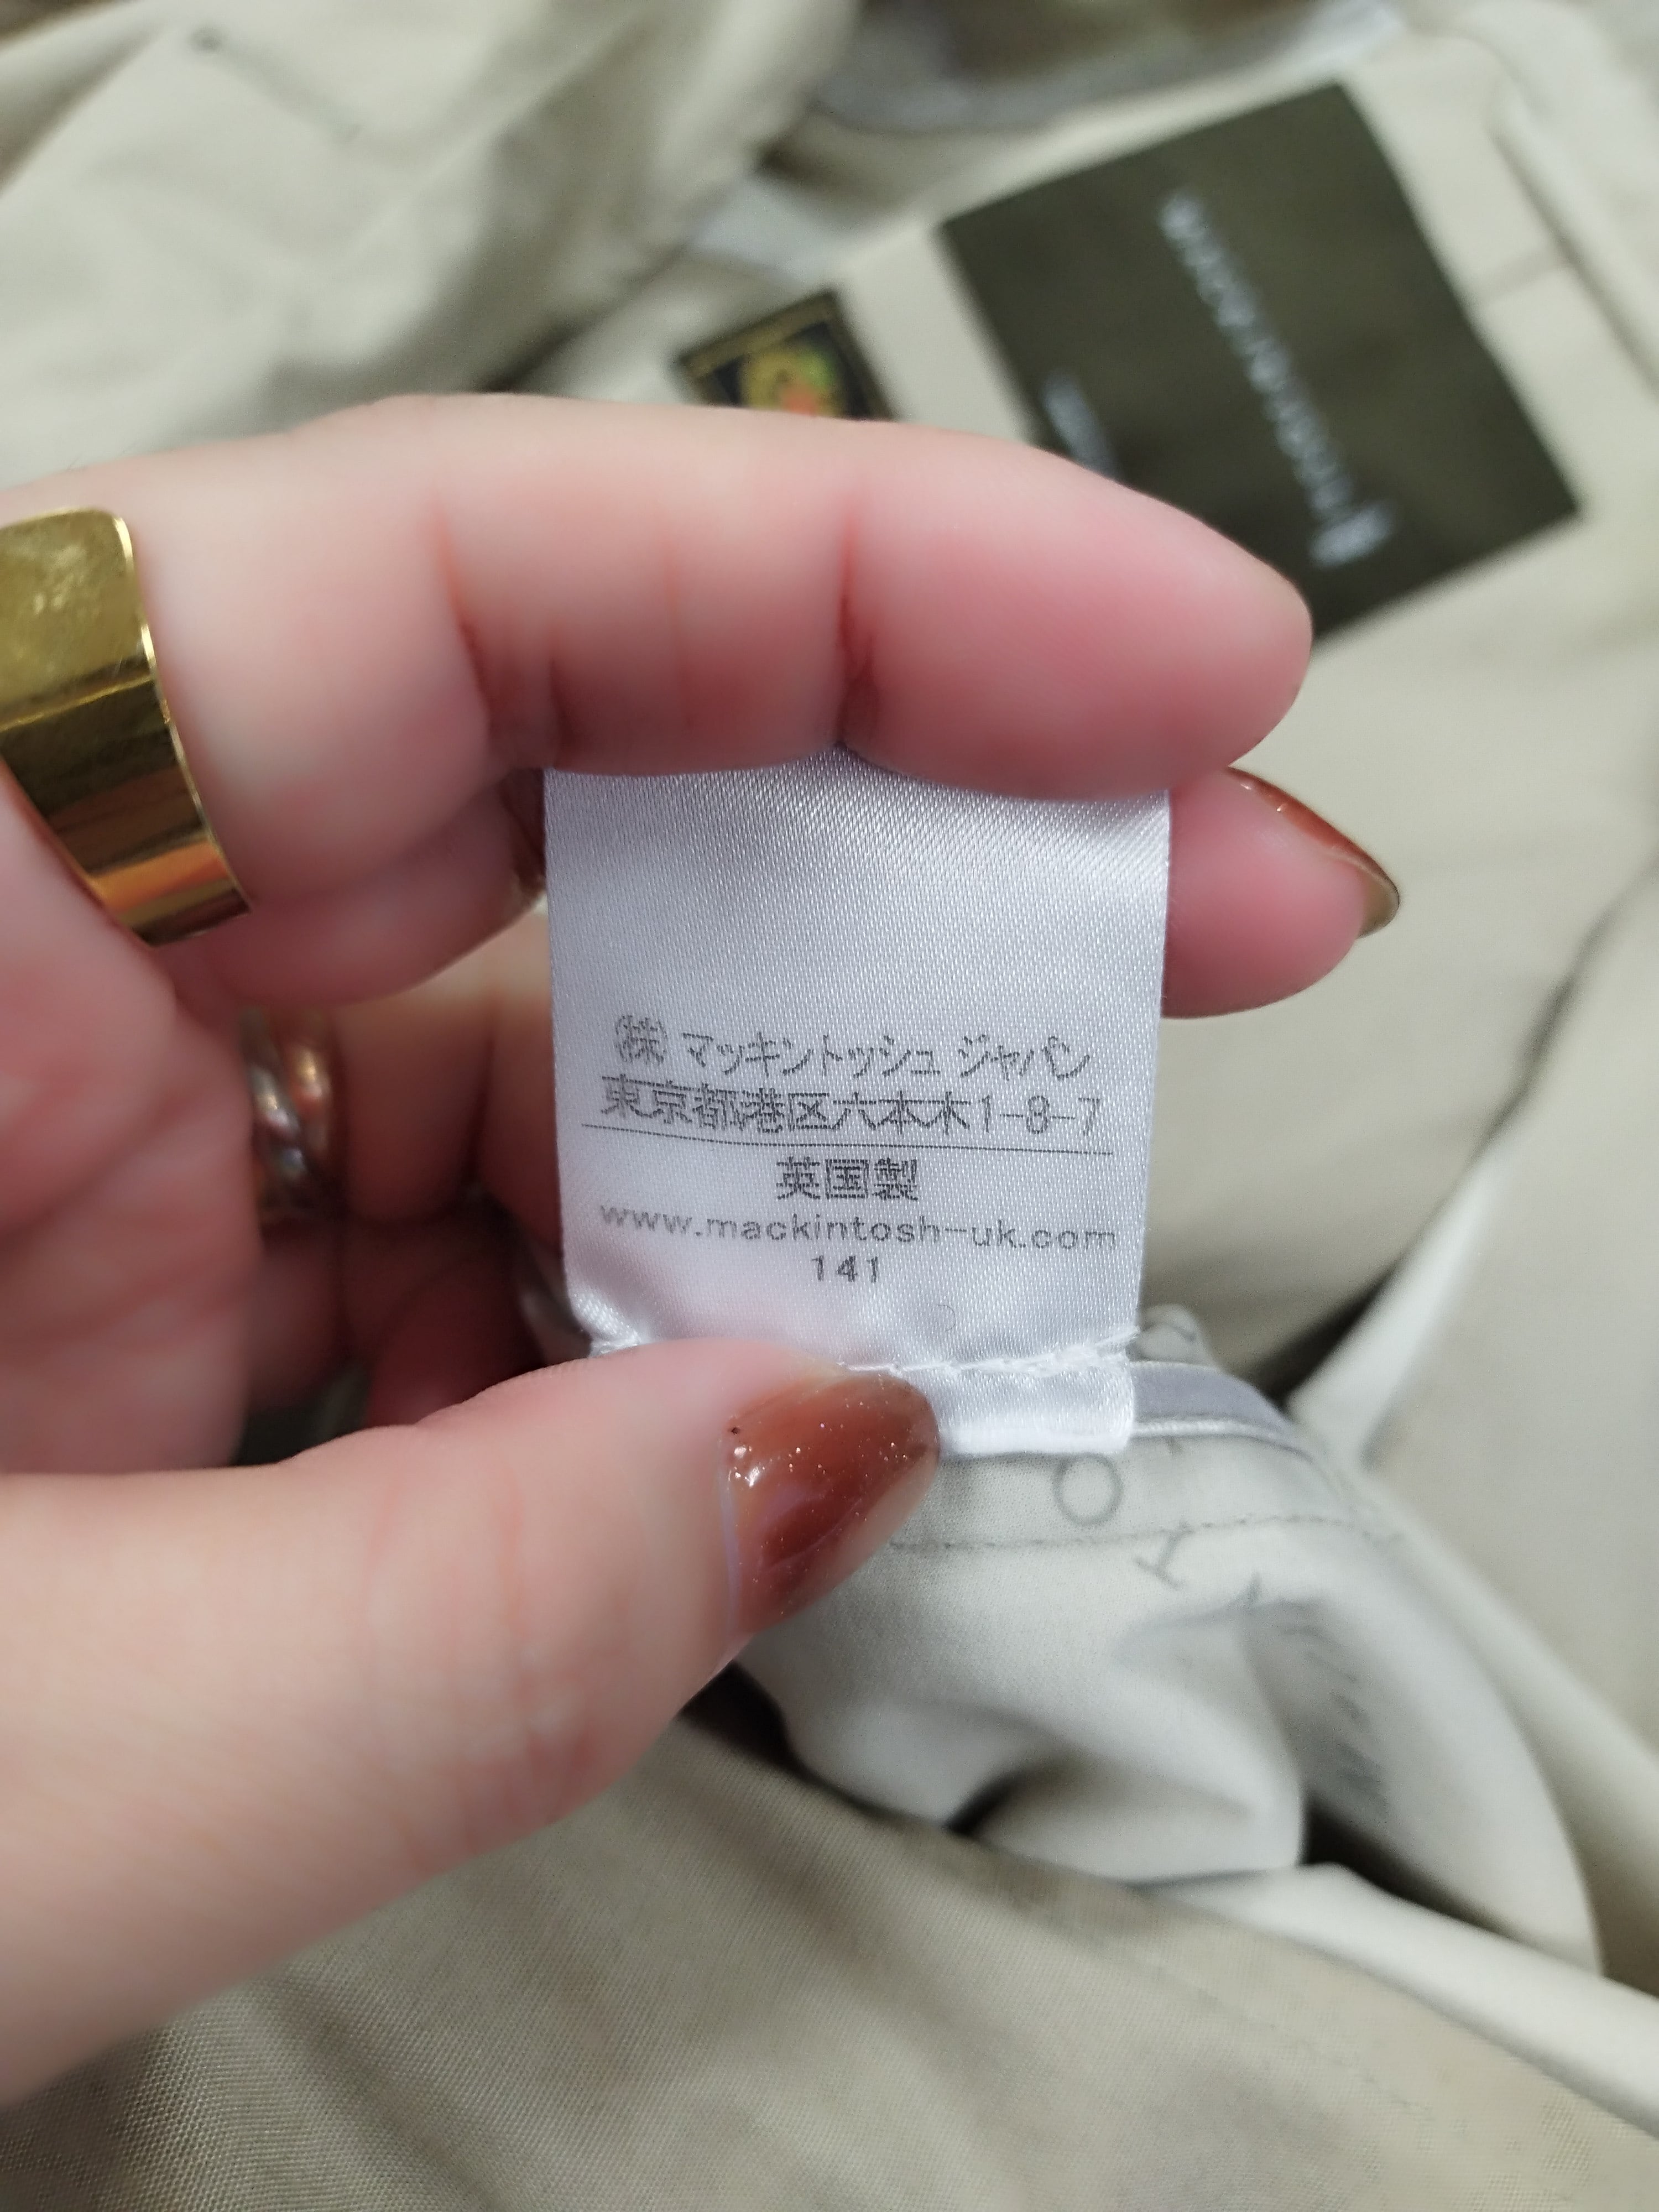 (株) マッキントッシュ ジャパン
東京都港区六本木1-8-7
英国製
www.mackintosh-uk.com
141